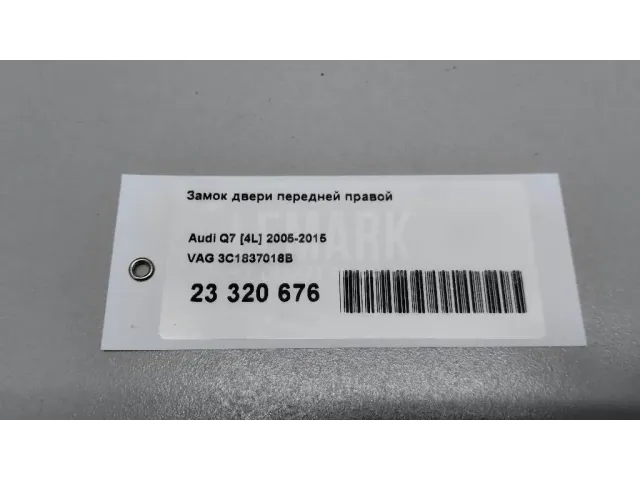 Замок двери передней правой
Audi Q7 [4L] 2005-2015
VAG 3C1837016B
23 320 676